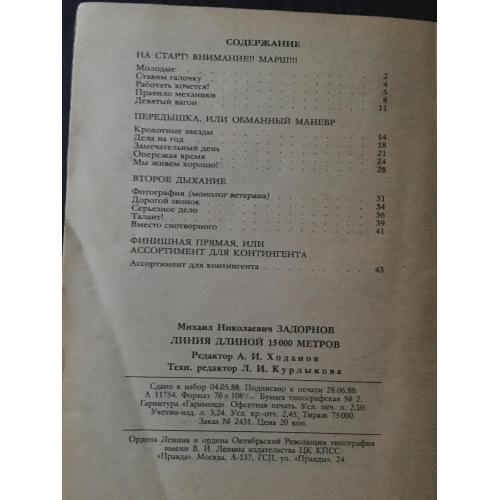 СОДЕРЖАНИЕ
НА СТАРТ! ВНИМАНИЕ!! МАРШ!!!
Молодые . . . . . 2
Ставим галочку . . . . . 4
Работать хочется! . . . . . 5
Правило механики . . . . . 8
Девятый вагон . . . . . 11
ПЕРЕДЫШКА, ИЛИ ОБМАННЫЙ МАНЕВР
Крохотные звезды . . . . . 14
Дела на год . . . . . 18
Замечательный день . . . . . 21
Опережая время . . . . . 24
Мы живем хорошо! . . . . . 28
ВТОРОЕ ДЫХАНИЕ
Фотография (монолог ветерана) . . . . . 31
Дорогой звонок . . . . . 34
Серьезное дело . . . . . 36
Талант! . . . . . 39
Вместо снотворного . . . . . 41
ФИНИШНАЯ ПРЯМАЯ, ИЛИ
АССОРТИМЕНТ ДЛЯ КОНТИНГЕНТА
Ассортимент для контингента . . . . . 43
Михаил Николаевич ЗАДОРНОВ
ЛИНИЯ ДЛИНОЙ 15000 МЕТРОВ
Редактор А. И. Ходанов
Техн. редактор Л. И. Курлыкова
Сдано в набор 04.05.88. Подписано к печати 28.06.88.
А 11754. Формат 70×108¹/ Бумага типографская № 2.
Гарнитура «Гарамонд». Офсетная печать. Усл. печ. л. 2,10.
Учетно-изд. л. 3,24. Усл. кр.-отт. 2,45. Тираж 75000.
Заказ № 2431. Цена 20 коп.
Ордена Ленина и ордена Октябрьской Революции типография
имени В. И. Ленина издательства ЦК КПСС
«Правда». Москва, А-137, ГСП, ул. «Правды», 24.